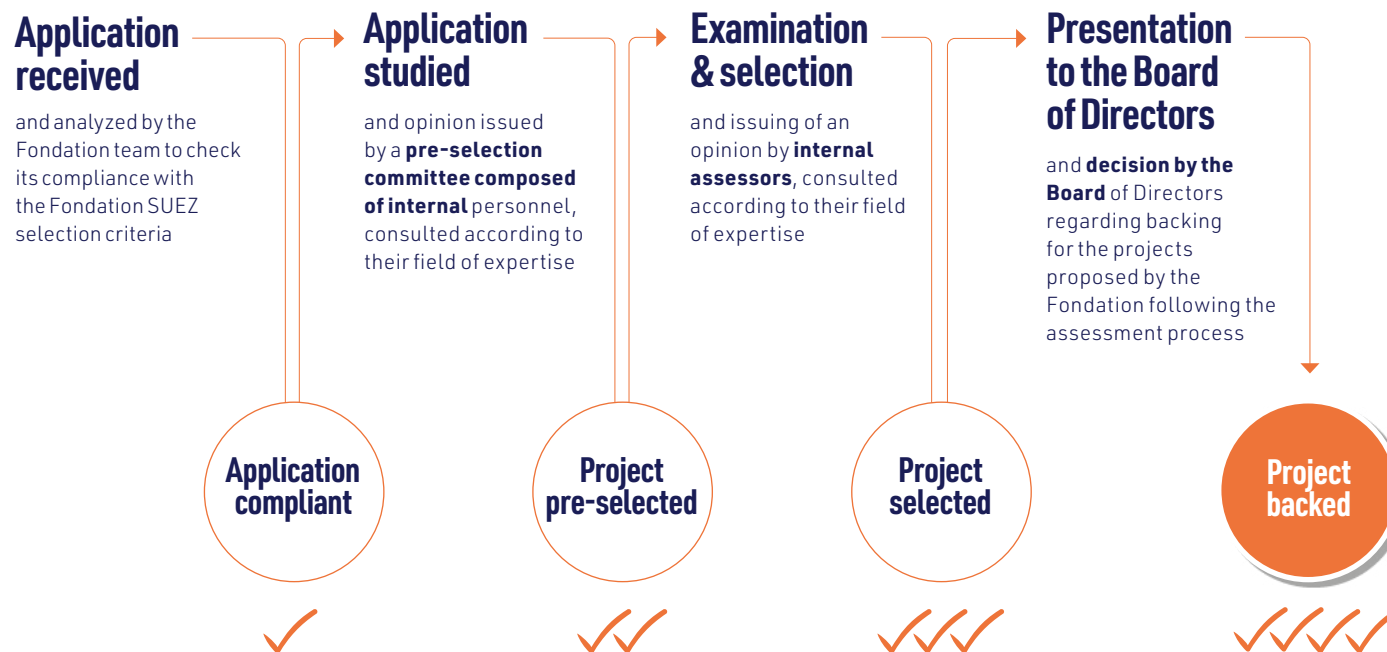 Application
received
and analyzed by the
Fondation team to check
its compliance with
the Fondation SUEZ
selection criteria
Application
compliant
Application
studied
and opinion issued
by a pre-selection
committee composed
of internal personnel,
consulted according to
their field of expertise
Project
pre-selected
Examination
& selection
and issuing of an
opinion by internal
assessors, consulted
according to their field
of expertise
Project
selected
Presentation
to the Board
of Directors
and decision by the
Board of Directors
regarding backing
for the projects
proposed by the
Fondation following the
assessment process
Project
backed